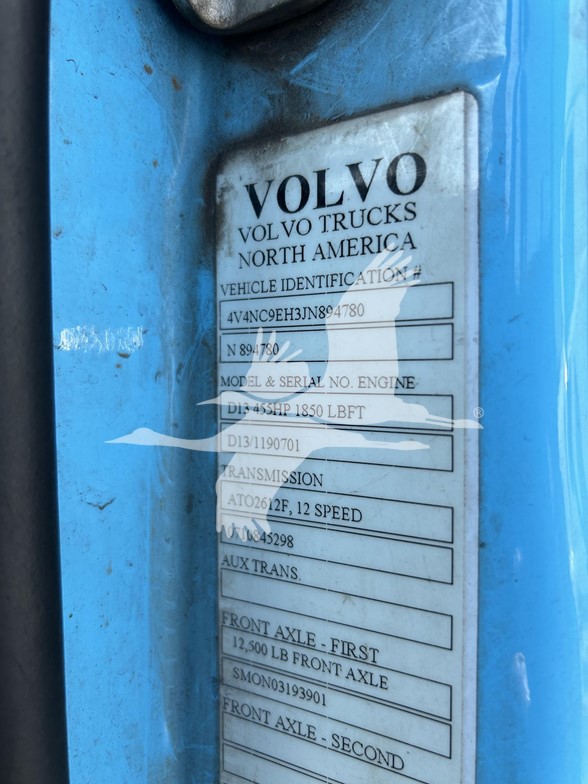 VOLVO
VOLVO TRUCKS
NORTH AMERICA
VEHICLE IDENTIFICATION #
4V4NC9EH3JN894780
N 894780
MODEL & SERIAL NO. ENGINE
D13 455HP 1850 LBFT
D13/1190701
TRANSMISSION
ATO2612F, 12 SPEED
AUX TRANS.
FRONT AXLE - FIRST
12,500 LB FRONT AXLE
SMON03193901
FRONT AXLE - SECOND
®